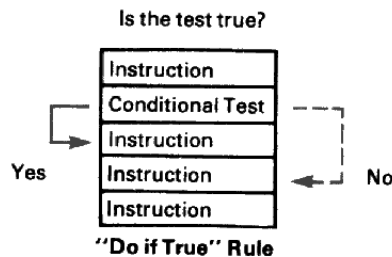 Is the test true?
Instruction
Conditional Test
Instruction
Yes
Instruction
No
Instruction
"Do if True" Rule